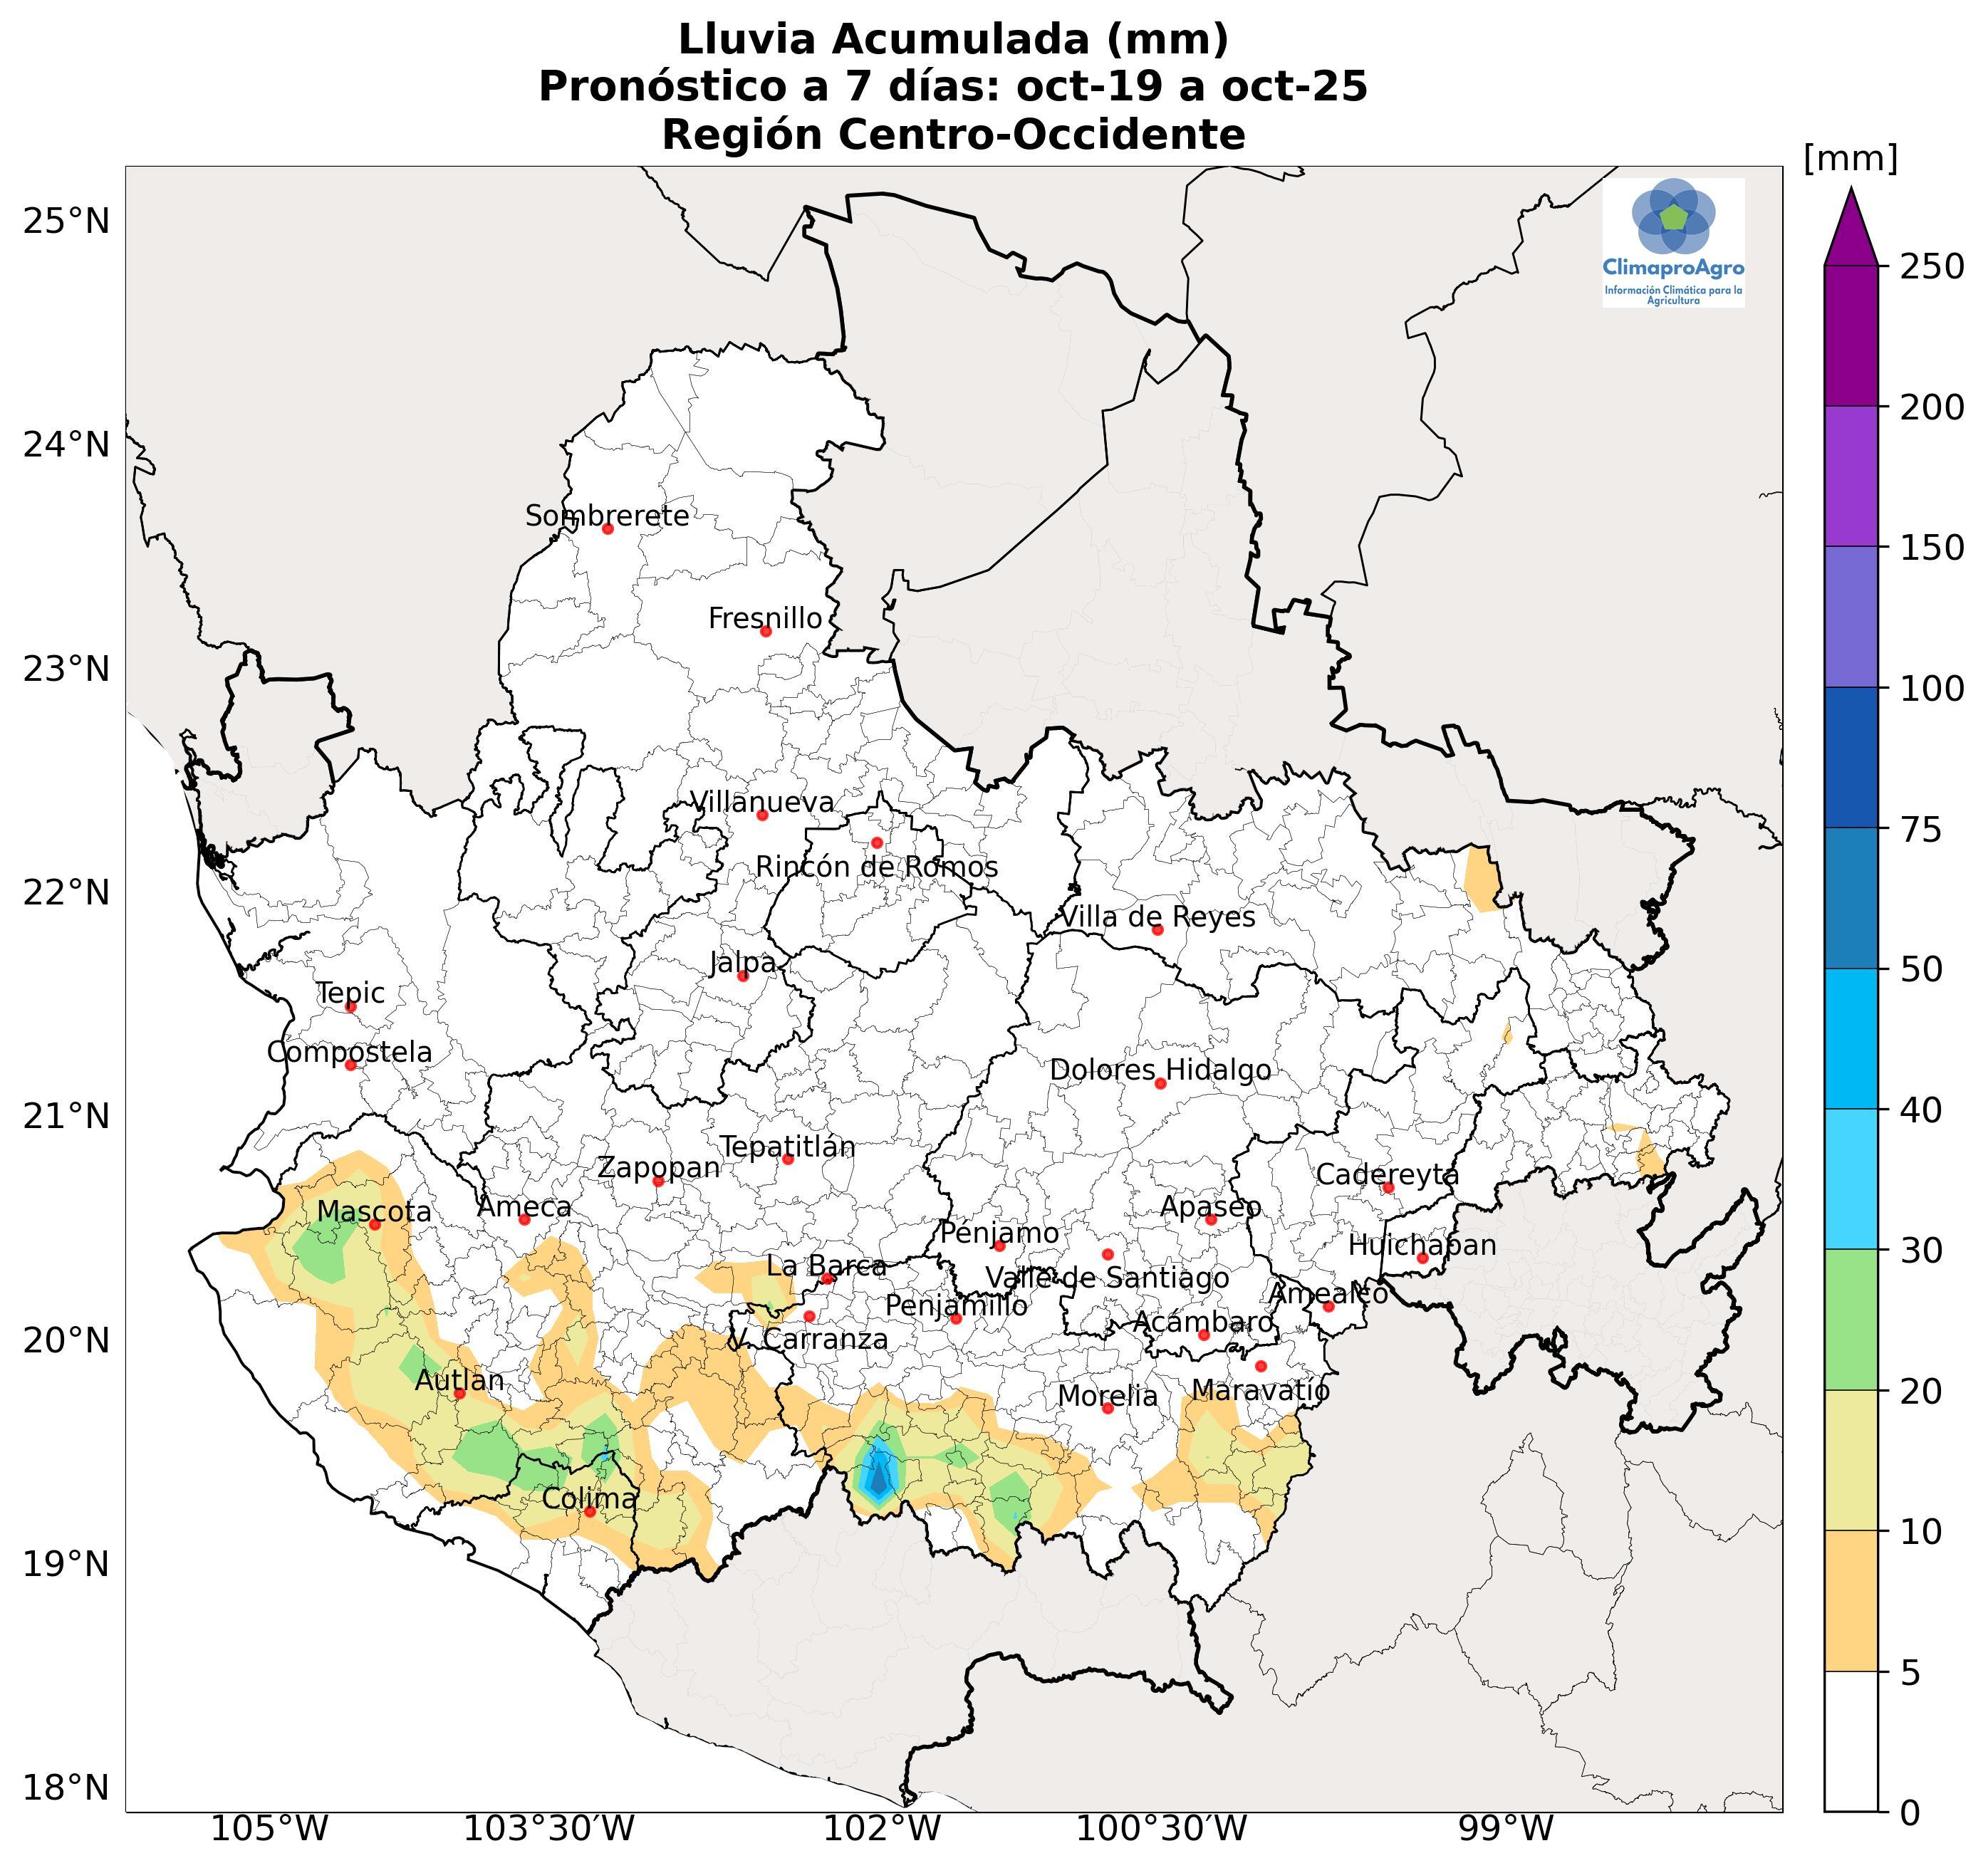 Lluvia Acumulada (mm)
Pronóstico a 7 días: oct-19 a oct-25
Región Centro-Occidente
[mm]
25°N
ClimaproAgro
Información Climática para la
Agricultura
250
200
24°N
150
Sombrerete
Fresnillo
23°N
100
Villanueva
75
Rincón de Romos
22°N
Villa de Reyes
Jalpa
50
Tepic
Compostela
Dolores Hidalgo
21°N
40
Tepatitlán
Zapopan
Cadereyta
Mascota
Ameca
Apaseo
Pénjamo
Huichapan
30
La Barca
Valle de Santiago
Amealco
Penjamillo
Acámbaro
20°N
V. Carranza
Autlán
Morelia
Maravatío
20
Colima
10
19°N
5
18°N
0
105°W
103°30'W
102°W
100°30'W
99°W